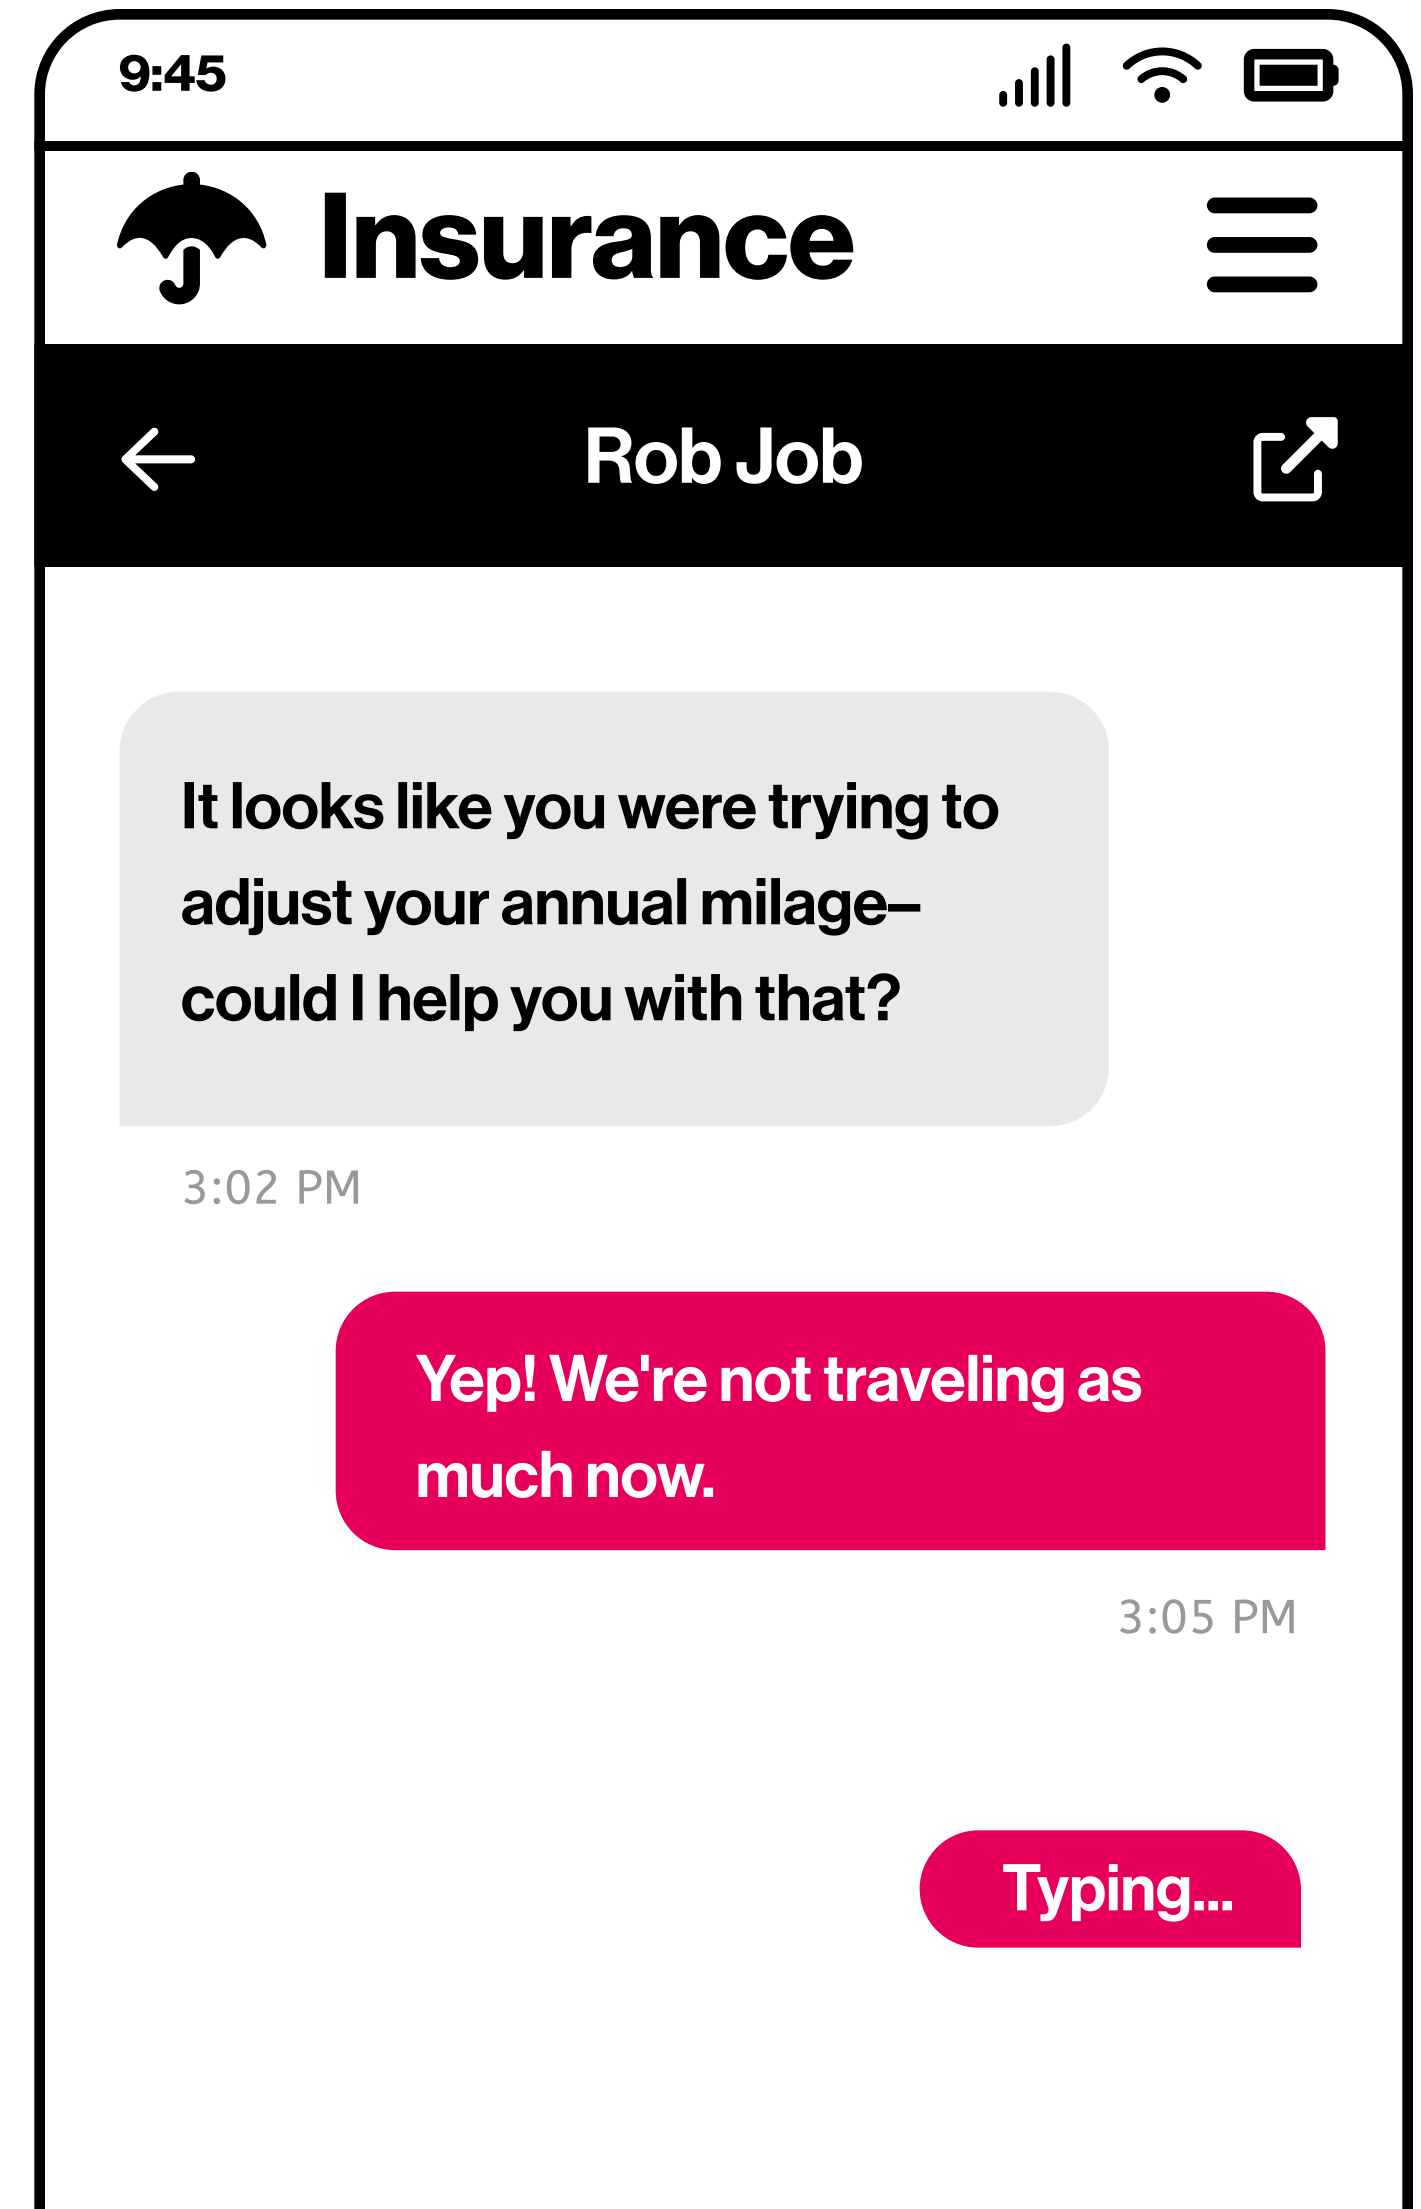 9:45
Insurance
Rob Job
It looks like you were trying to
adjust your annual milage–
could I help you with that?
3:02 PM
Yep! We're not traveling as
much now.
3:05 PM
Typing...